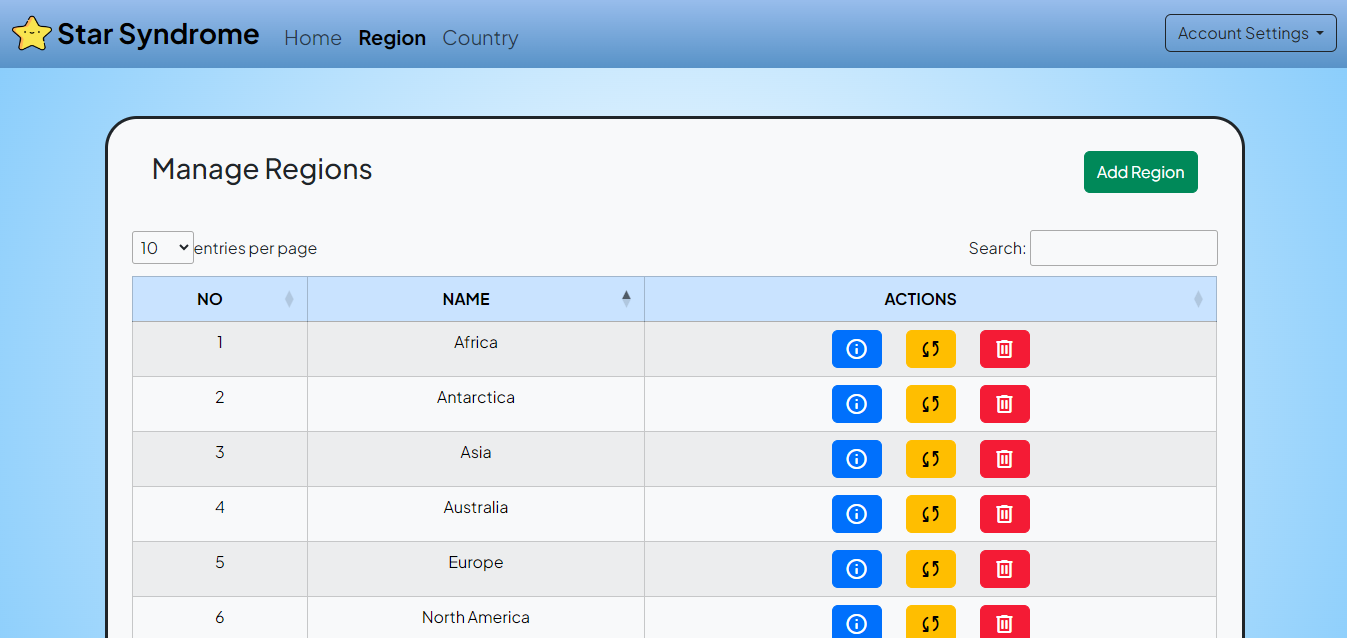 Star Syndrome Home Region Country Account Settings
Manage Regions Add Region
10 entries per page Search:
NO NAME ACTIONS
1 Africa
2 Antarctica
3 Asia
4 Australia
5 Europe
6 North America